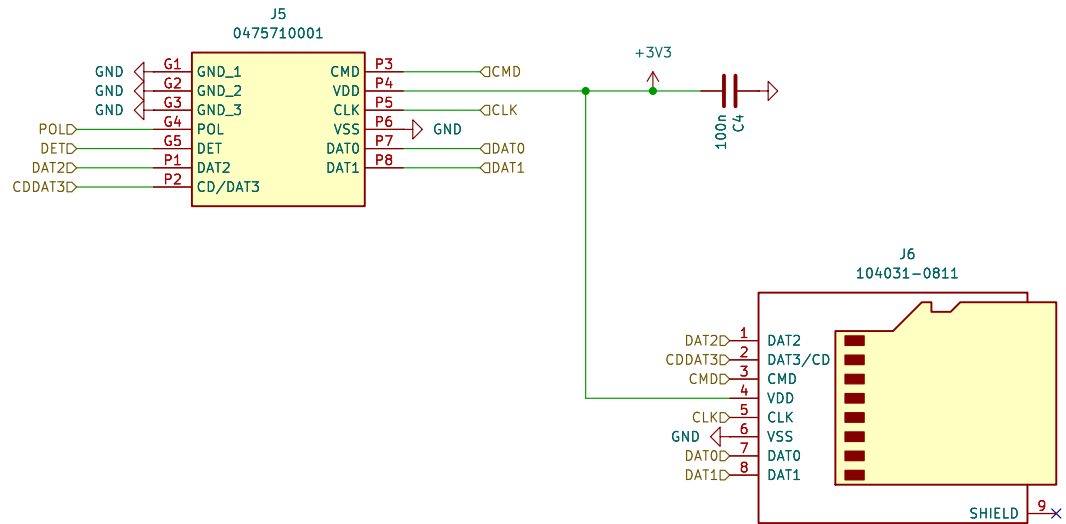 J5
0475710001
GND G1 GND_1 CMD P3 CMD
GND G2 GND_2 VDD P4
GND G3 GND_3 CLK P5 CLK
POL G4 POL VSS P6 GND
DET G5 DET DAT0 P7 DAT0
DAT2 P1 DAT2 DAT1 P8 DAT1
CDDAT3 P2 CD/DAT3
+3V3
100n
C4
J6
104031-0811
DAT2 1 DAT2
CDDAT3 2 DAT3/CD
CMD 3 CMD
4 VDD
CLK 5 CLK
GND 6 VSS
DAT0 7 DAT0
DAT1 8 DAT1
SHIELD 9